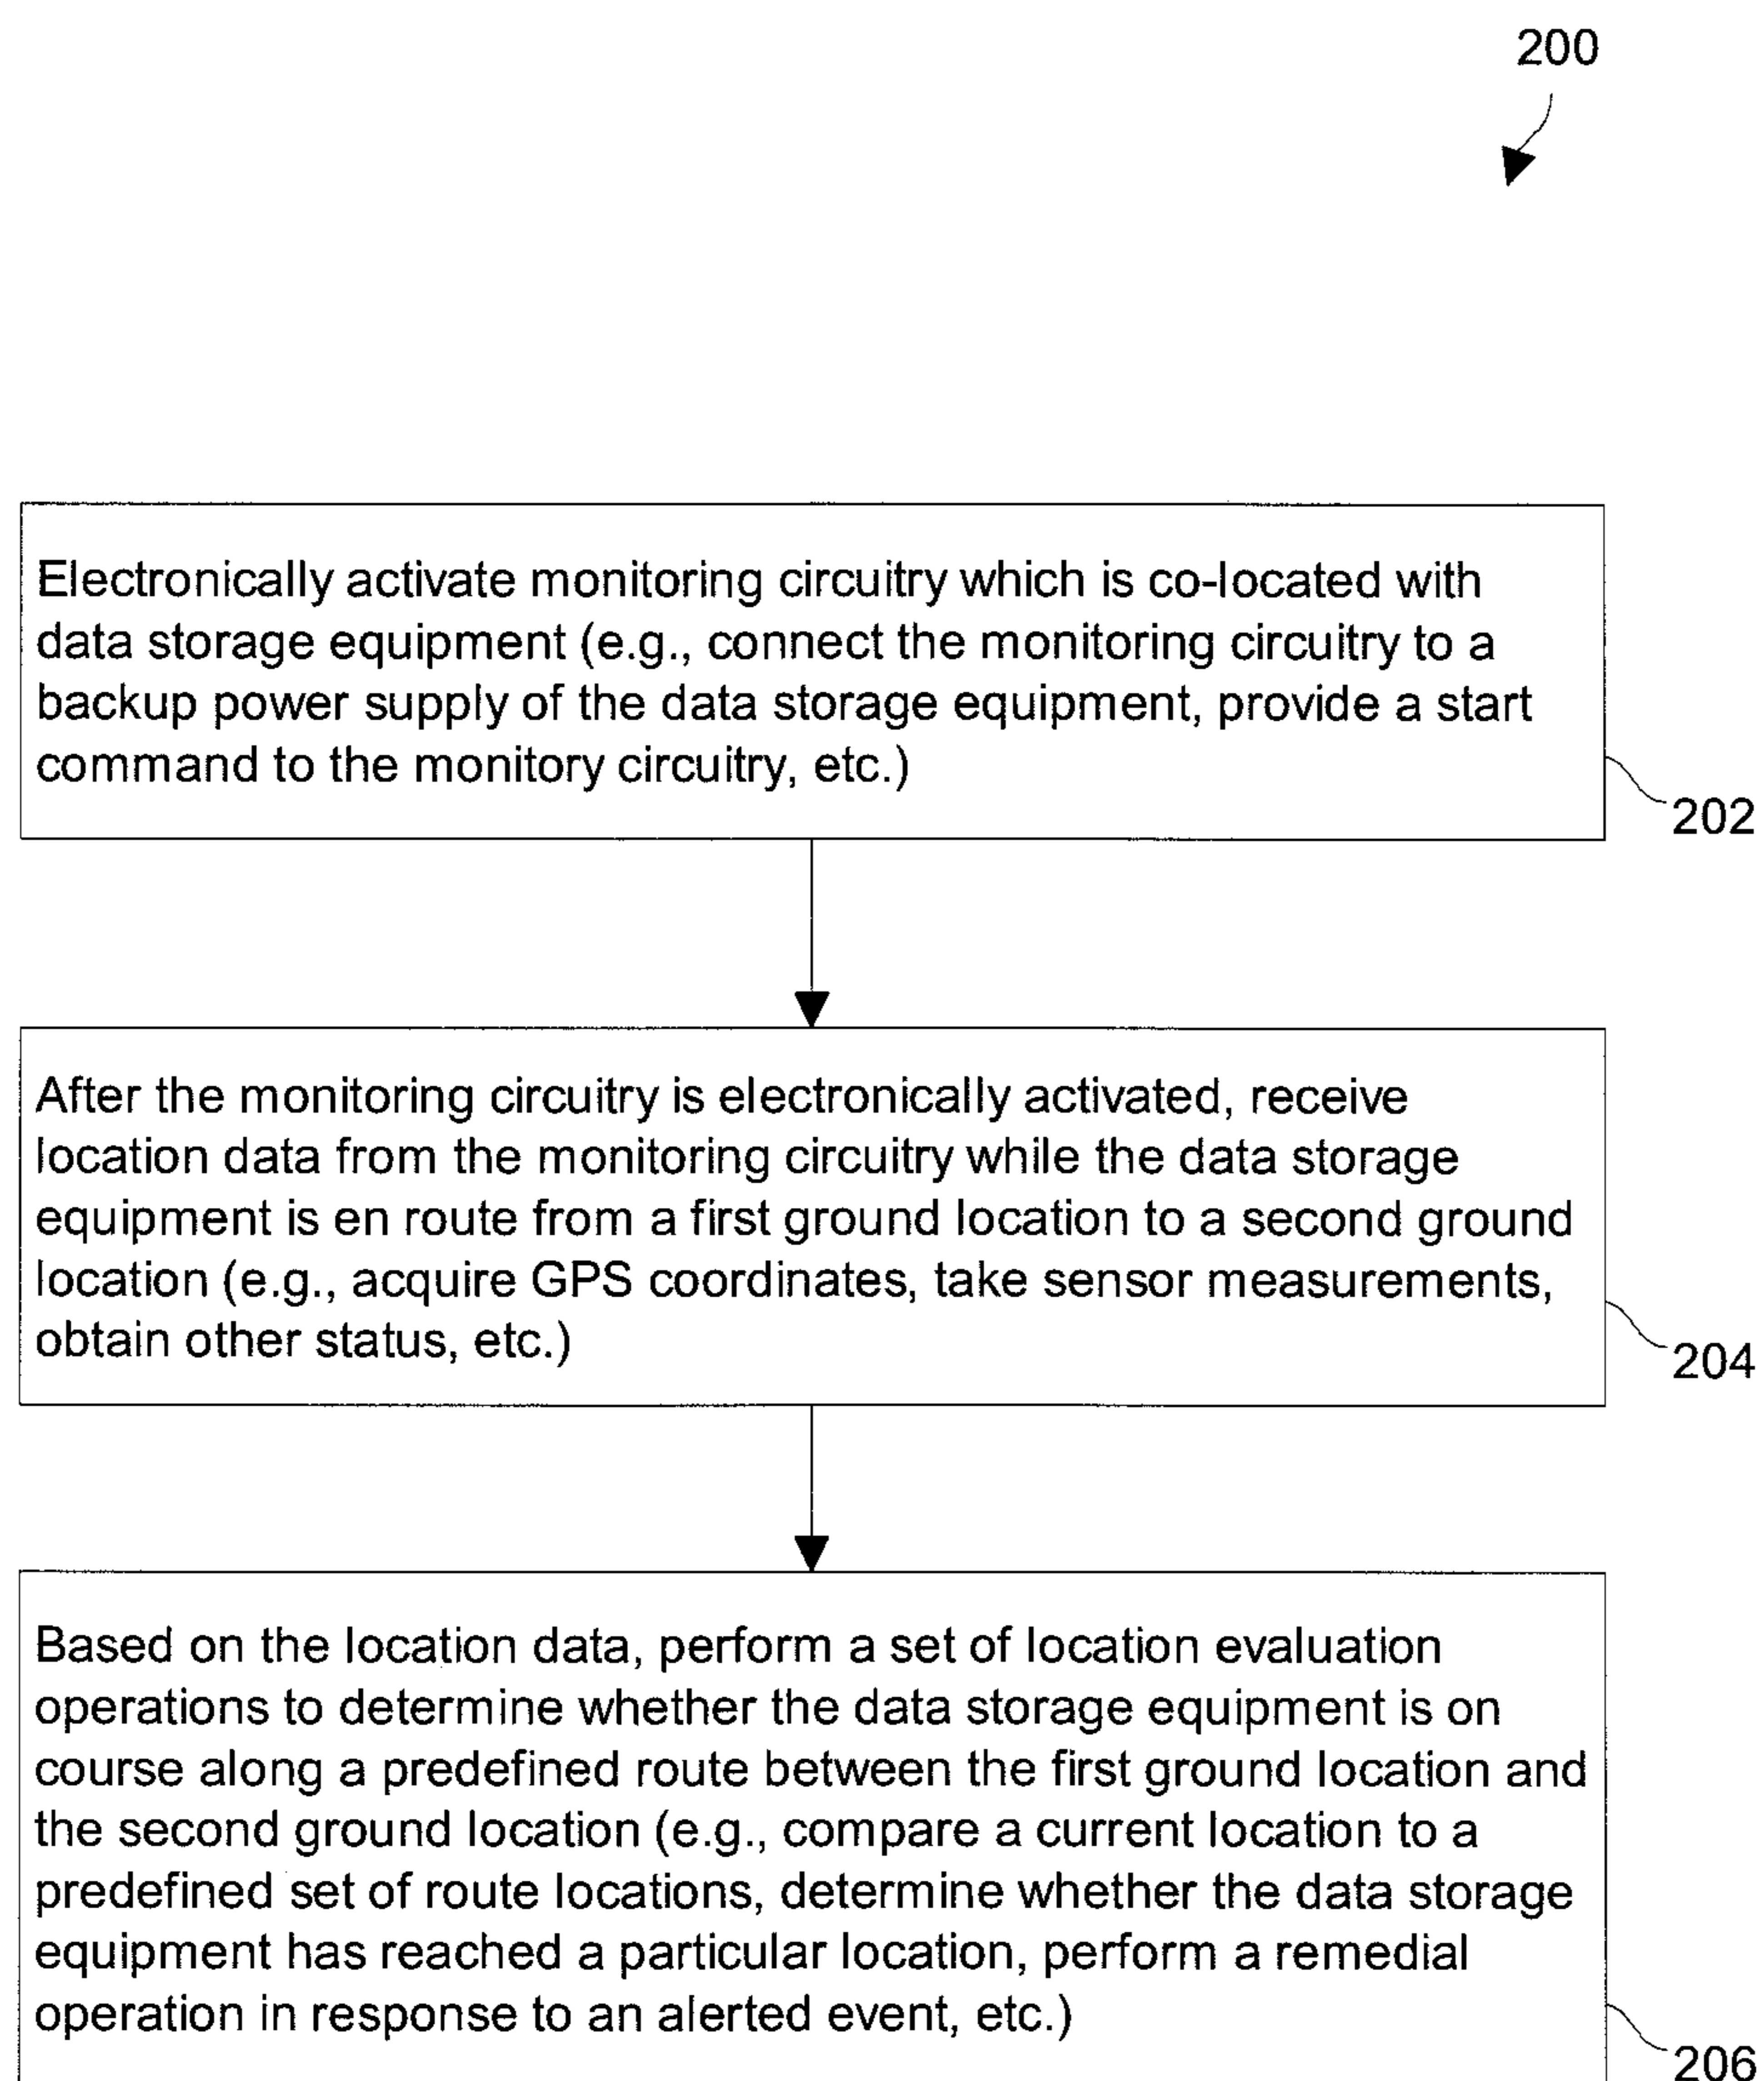 200
Electronically activate monitoring circuitry which is co-located with
data storage equipment (e.g., connect the monitoring circuitry to a
backup power supply of the data storage equipment, provide a start
command to the monitory circuitry, etc.)
202
After the monitoring circuitry is electronically activated, receive
location data from the monitoring circuitry while the data storage
equipment is en route from a first ground location to a second ground
location (e.g., acquire GPS coordinates, take sensor measurements,
obtain other status, etc.)
204
Based on the location data, perform a set of location evaluation
operations to determine whether the data storage equipment is on
course along a predefined route between the first ground location and
the second ground location (e.g., compare a current location to a
predefined set of route locations, determine whether the data storage
equipment has reached a particular location, perform a remedial
operation in response to an alerted event, etc.)
206